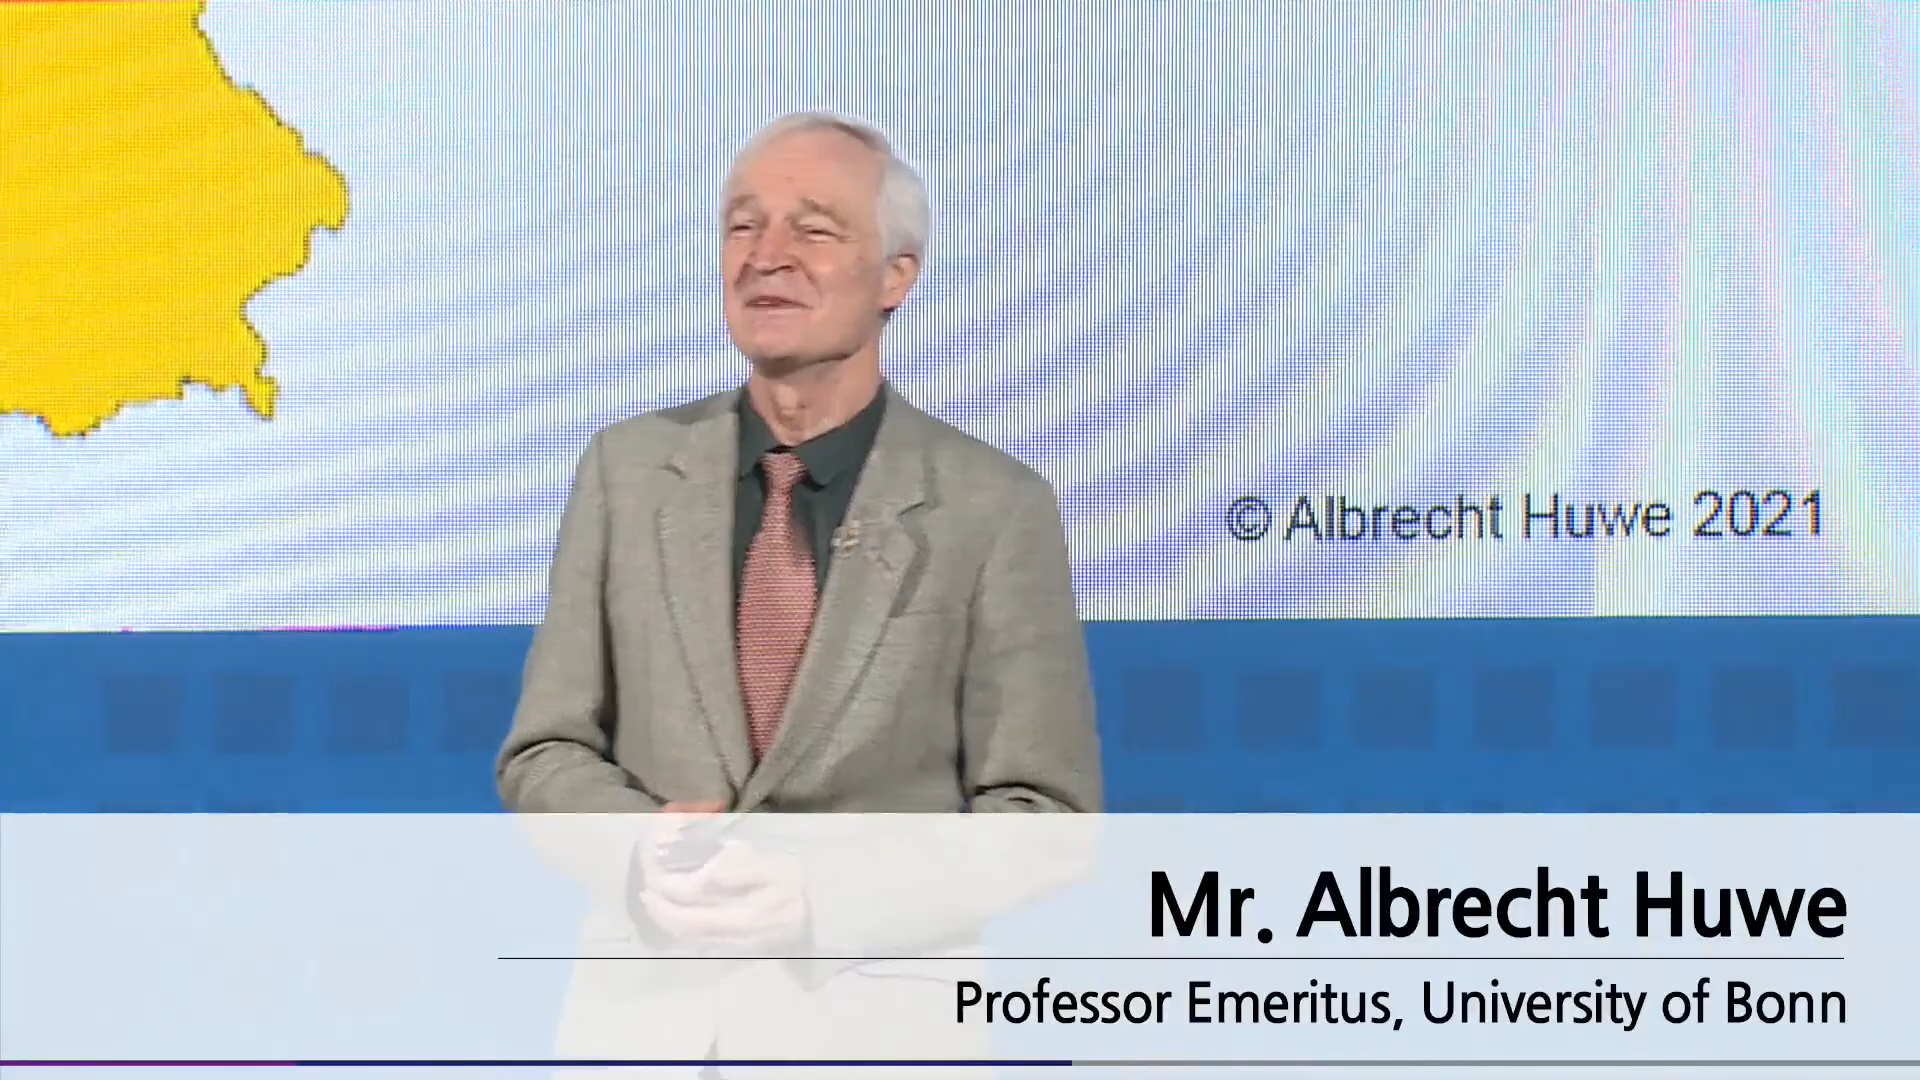 © Albrecht Huwe 2021
Mr. Albrecht Huwe
Professor Emeritus, University of Bonn